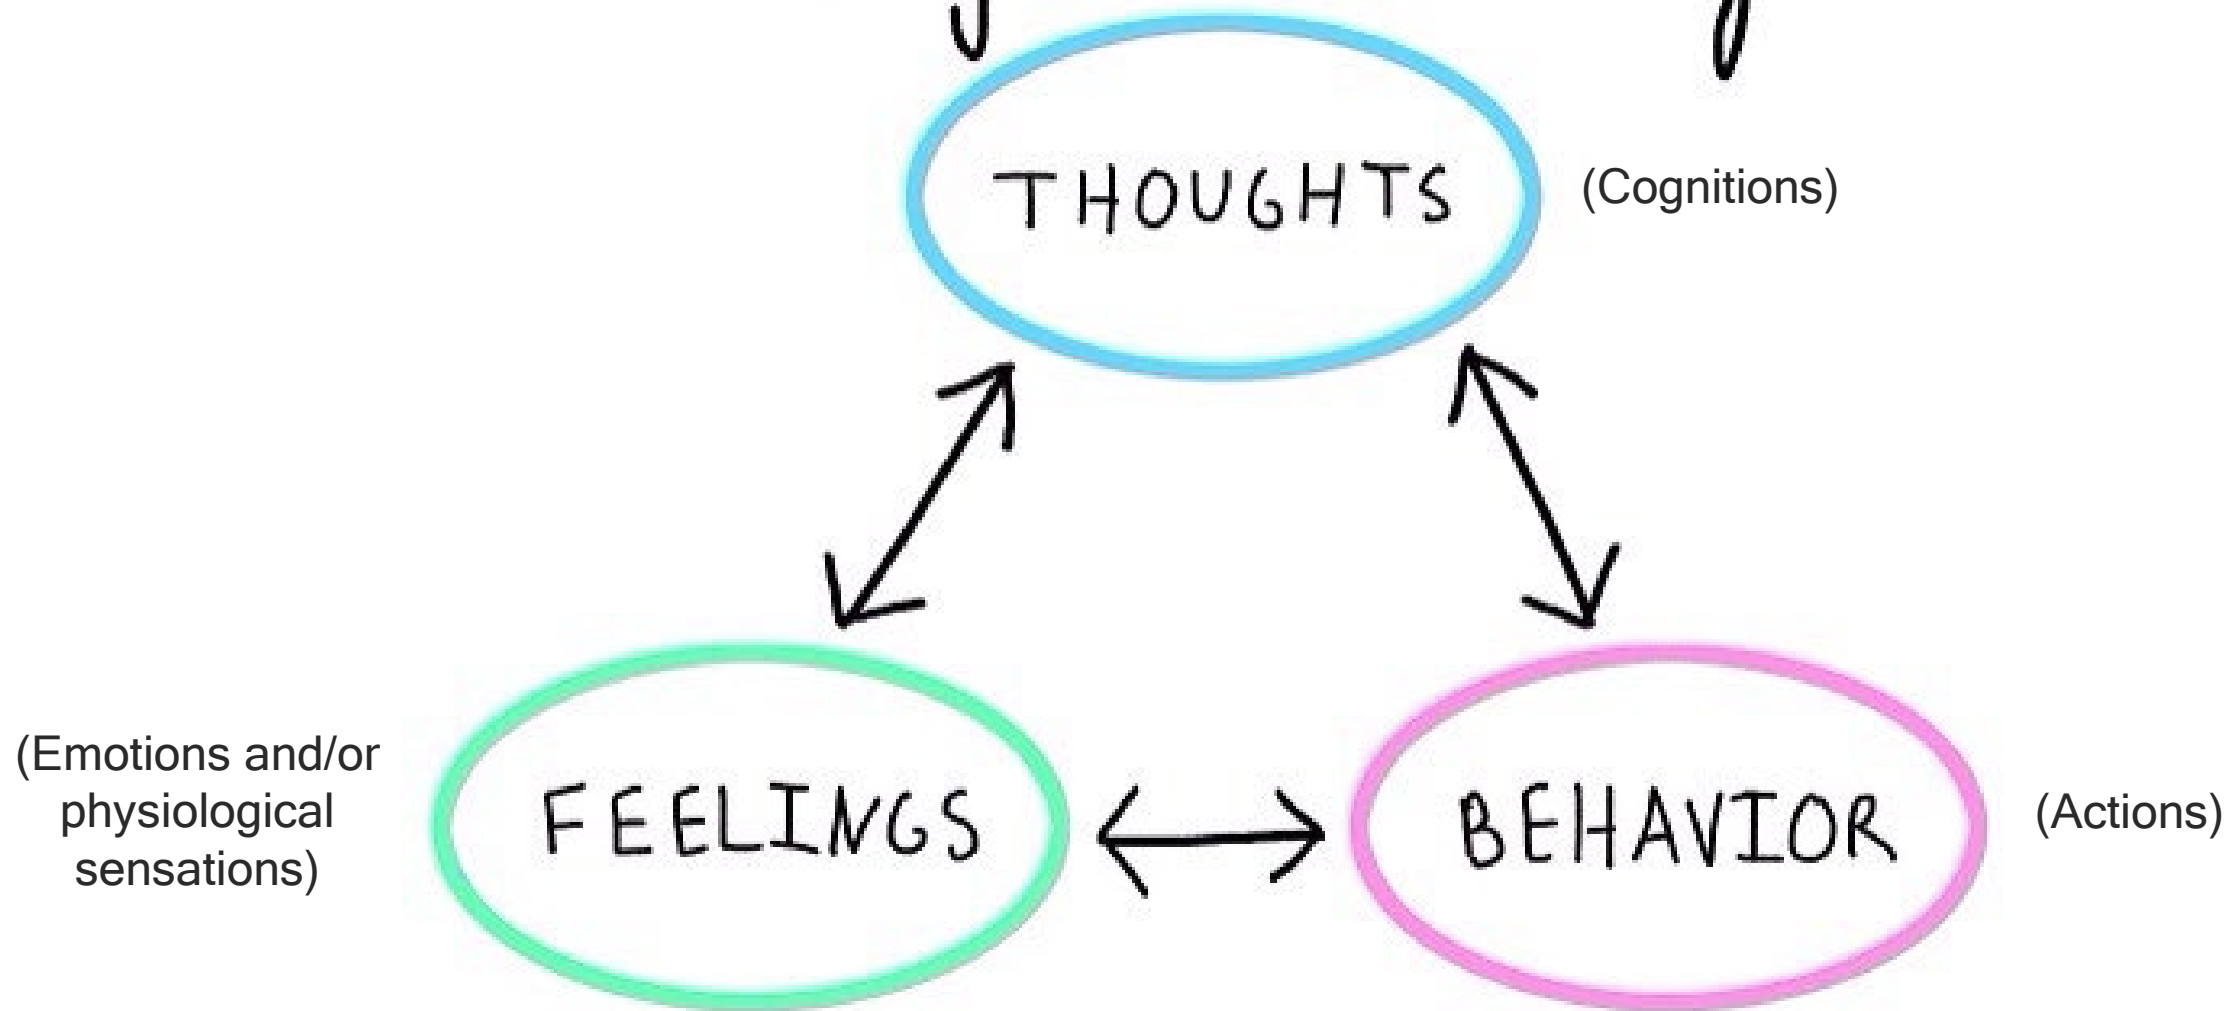 THOUGHTS
(Cognitions)
(Emotions and/or
physiological
sensations)
FEELINGS
BEHAVIOR
(Actions)